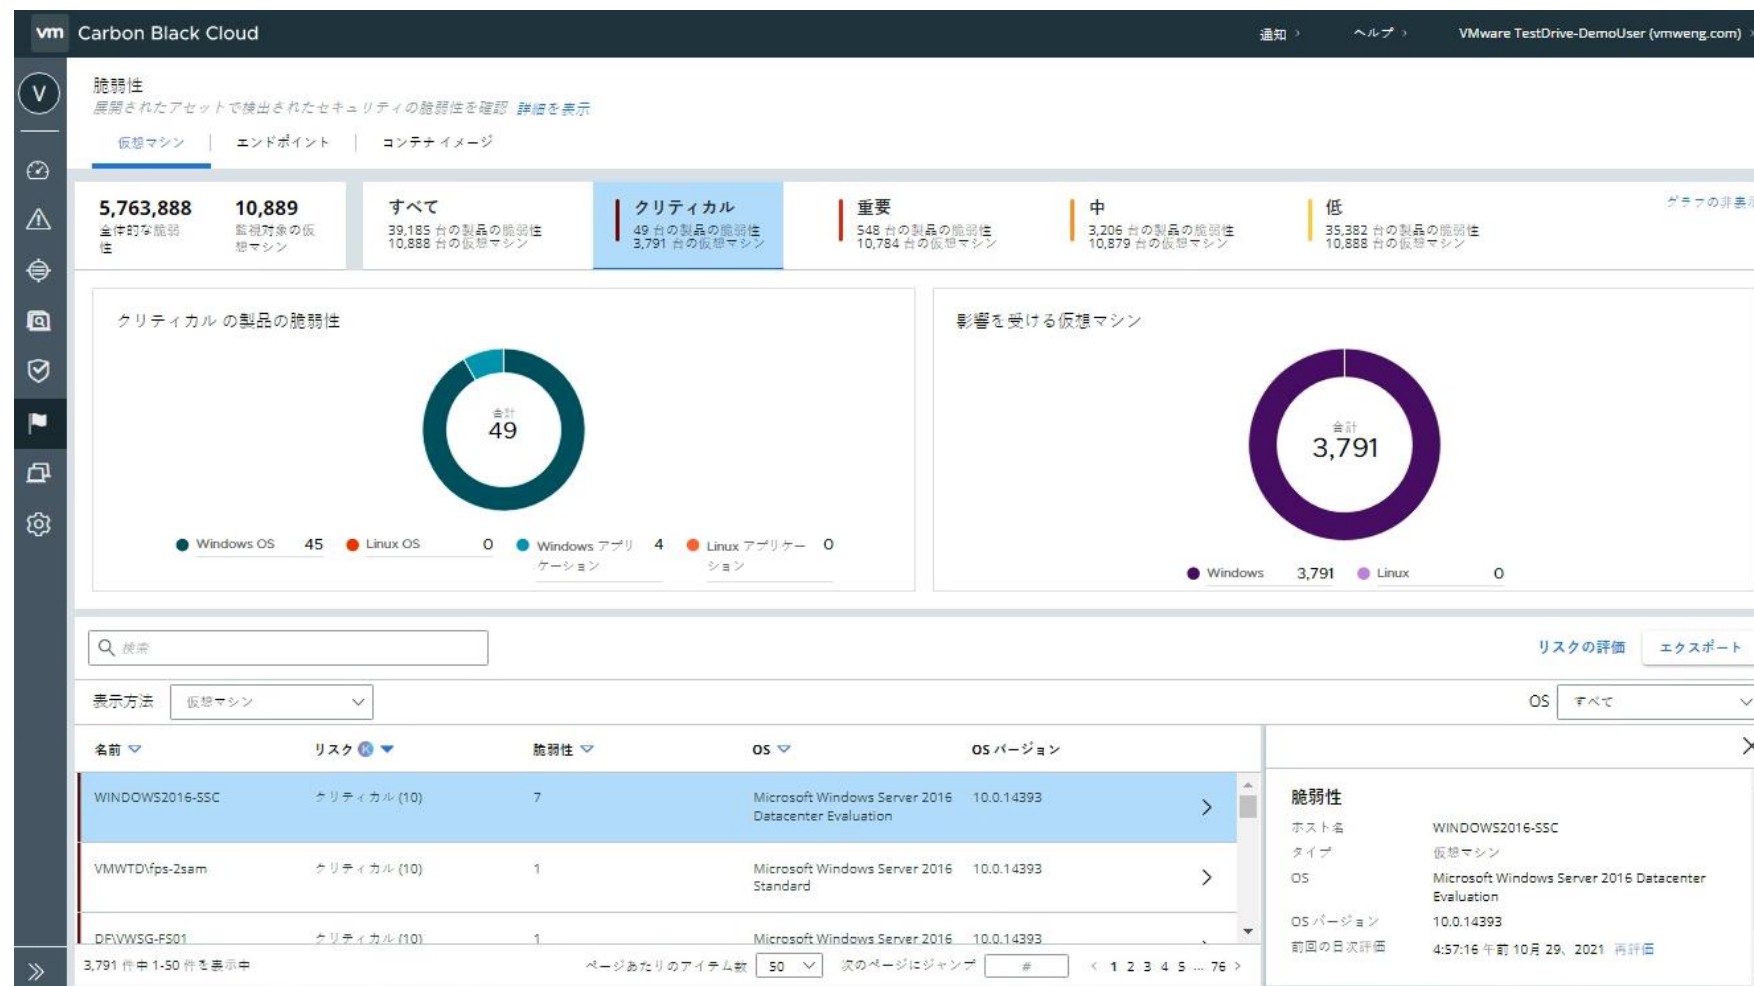 vm Carbon Black Cloud
通知
ヘルプ
VMware TestDrive-DemoUser (vmweng.com)
V
脆弱性
展開されたアセットで検出されたセキュリティの脆弱性を確認 詳細を表示
仮想マシン
エンドポイント
コンテナ イメージ
5,763,888
全体的な脆弱
性
10,889
監視対象の仮
想マシン
すべて
39,185 台の製品の脆弱性
10,888 台の仮想マシン
クリティカル
49 台の製品の脆弱性
3,791 台の仮想マシン
重要
548 台の製品の脆弱性
10,784 台の仮想マシン
中
3,206 台の製品の脆弱性
10,879 台の仮想マシン
低
35,382 台の製品の脆弱性
10,888 台の仮想マシン
グラフの非表示
クリティカル の製品の脆弱性
合計
49
Windows OS 45
Linux OS 0
Windows アプリ 4
ケーション
Linux アプリケー 0
ション
影響を受ける仮想マシン
合計
3,791
Windows 3,791
Linux 0
検索
リスクの評価
エクスポート
表示方法 仮想マシン
OS すべて
名前 リスク K 脆弱性 OS OS バージョン
WINDOWS2016-SSC クリティカル (10) 7 Microsoft Windows Server 2016 10.0.14393
Datacenter Evaluation
VMWTD\fps-2sam クリティカル (10) 1 Microsoft Windows Server 2016 10.0.14393
Standard
DF\VWSG-FS01 クリティカル (10) 1 Microsoft Windows Server 2016 10.0.14393
3,791 件中 1-50 件を表示中
ページあたりのアイテム数 50
次のページにジャンプ #
< 1 2 3 4 5 ... 76 >
脆弱性
ホスト名 WINDOWS2016-SSC
タイプ 仮想マシン
OS Microsoft Windows Server 2016 Datacenter
Evaluation
OS バージョン 10.0.14393
前回の日次評価 4:57:16 午前 10月 29、2021 再評価